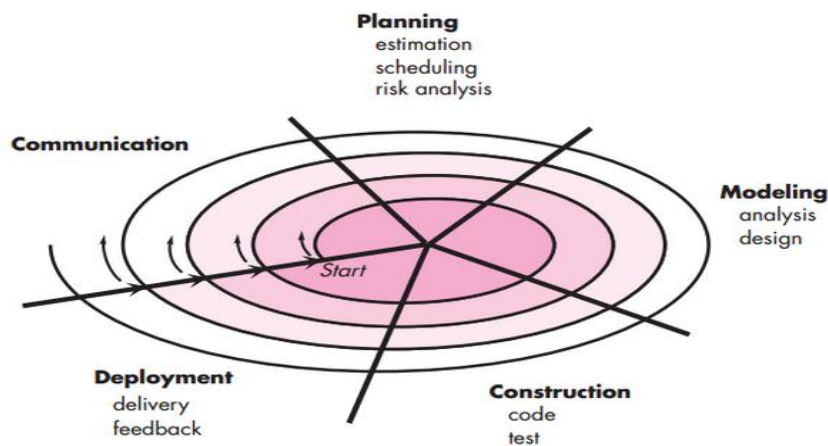 Planning
estimation
scheduling
risk analysis
Communication
Modeling
analysis
design
Start
Deployment
delivery
feedback
Construction
code
test